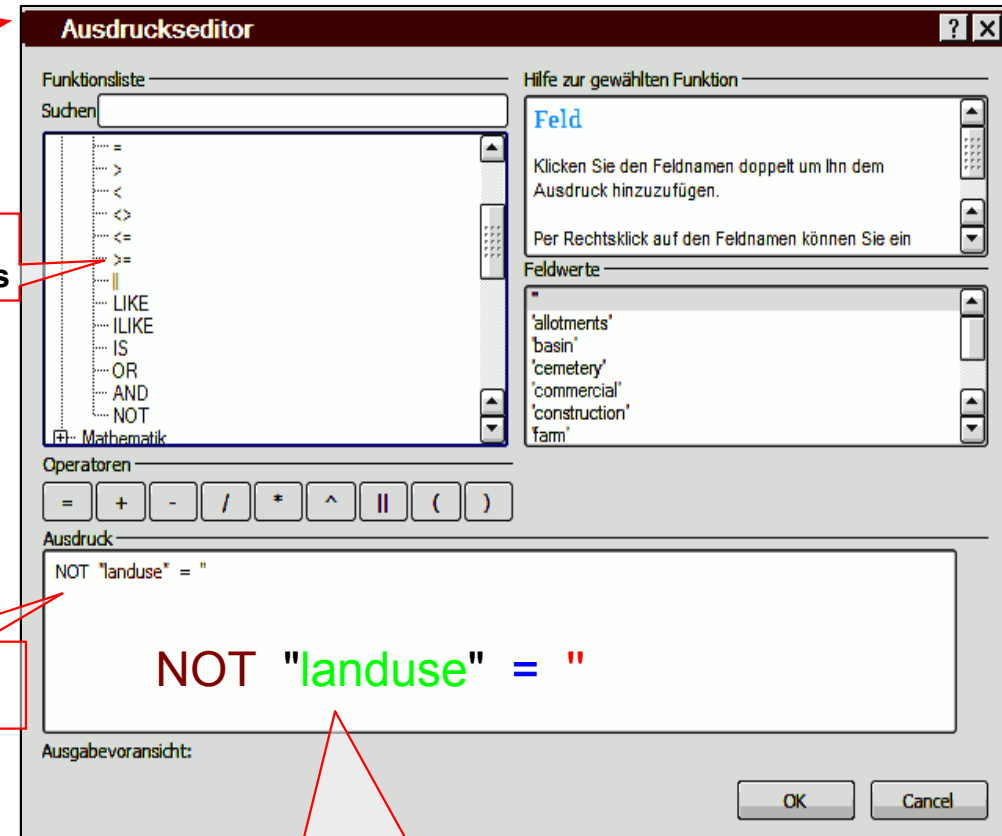 Ausdruckseditor
? X
Funktionsliste
Suchen
=
>
<
<>
<=
>=
||
LIKE
ILIKE
IS
OR
AND
NOT
Mathematik
Hilfe zur gewählten Funktion
Feld
Klicken Sie den Feldnamen doppelt um Ihn dem
Ausdruck hinzuzufügen.
Per Rechtsklick auf den Feldnamen können Sie ein
Feldwerte
''
'allotments'
'basin'
'cemetery'
'commercial'
'construction'
'farm'
s
Operatoren
= + - / * ^ || ( )
Ausdruck
NOT "landuse" = ''
NOT "landuse" = ''
Ausgabevoransicht:
OK Cancel